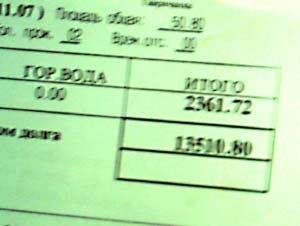 11.07 ) Площадь общая: 50.80
прож. 02 Врем.отс. 00
ГОР.ВОДА ИТОГО
0.00 2361.72
долга 13510.80